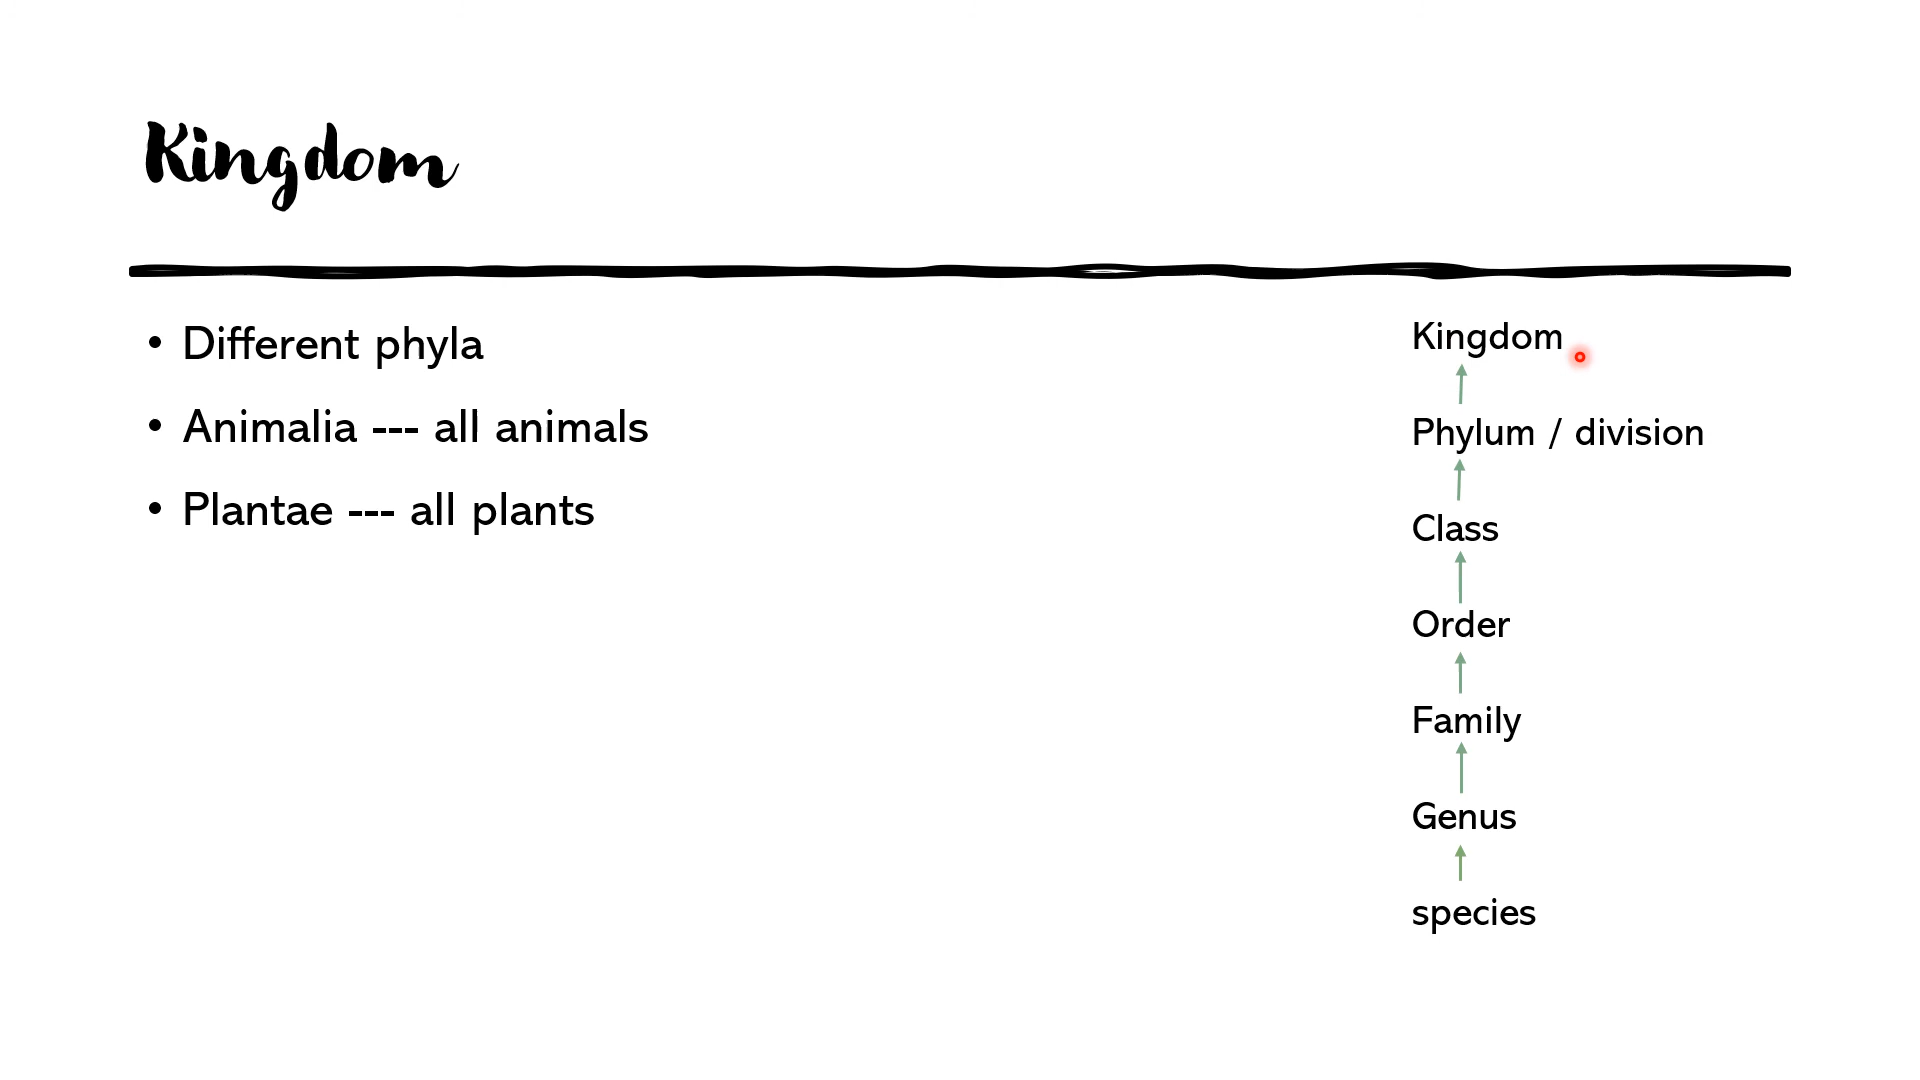 Kingdom
• Different phyla
• Animalia --- all animals
• Plantae --- all plants
Kingdom
Phylum / division
Class
Order
Family
Genus
species